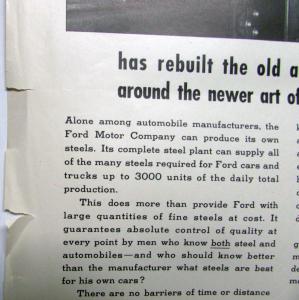 has rebuilt the old a
around the newer art of
Alone among automobile manufacturers, the
Ford Motor Company can produce its own
steels. Its complete steel plant can supply all
of the many steels required for Ford cars and
trucks up to 3000 units of the daily total
production.
This does more than provide Ford with
large quantities of fine steels at cost. It
guarantees absolute control of quality at
every point by men who know both steel and
automobiles—and who should know better
than the manufacturer what steels are best
for his own cars?
There are no barriers of time or distance